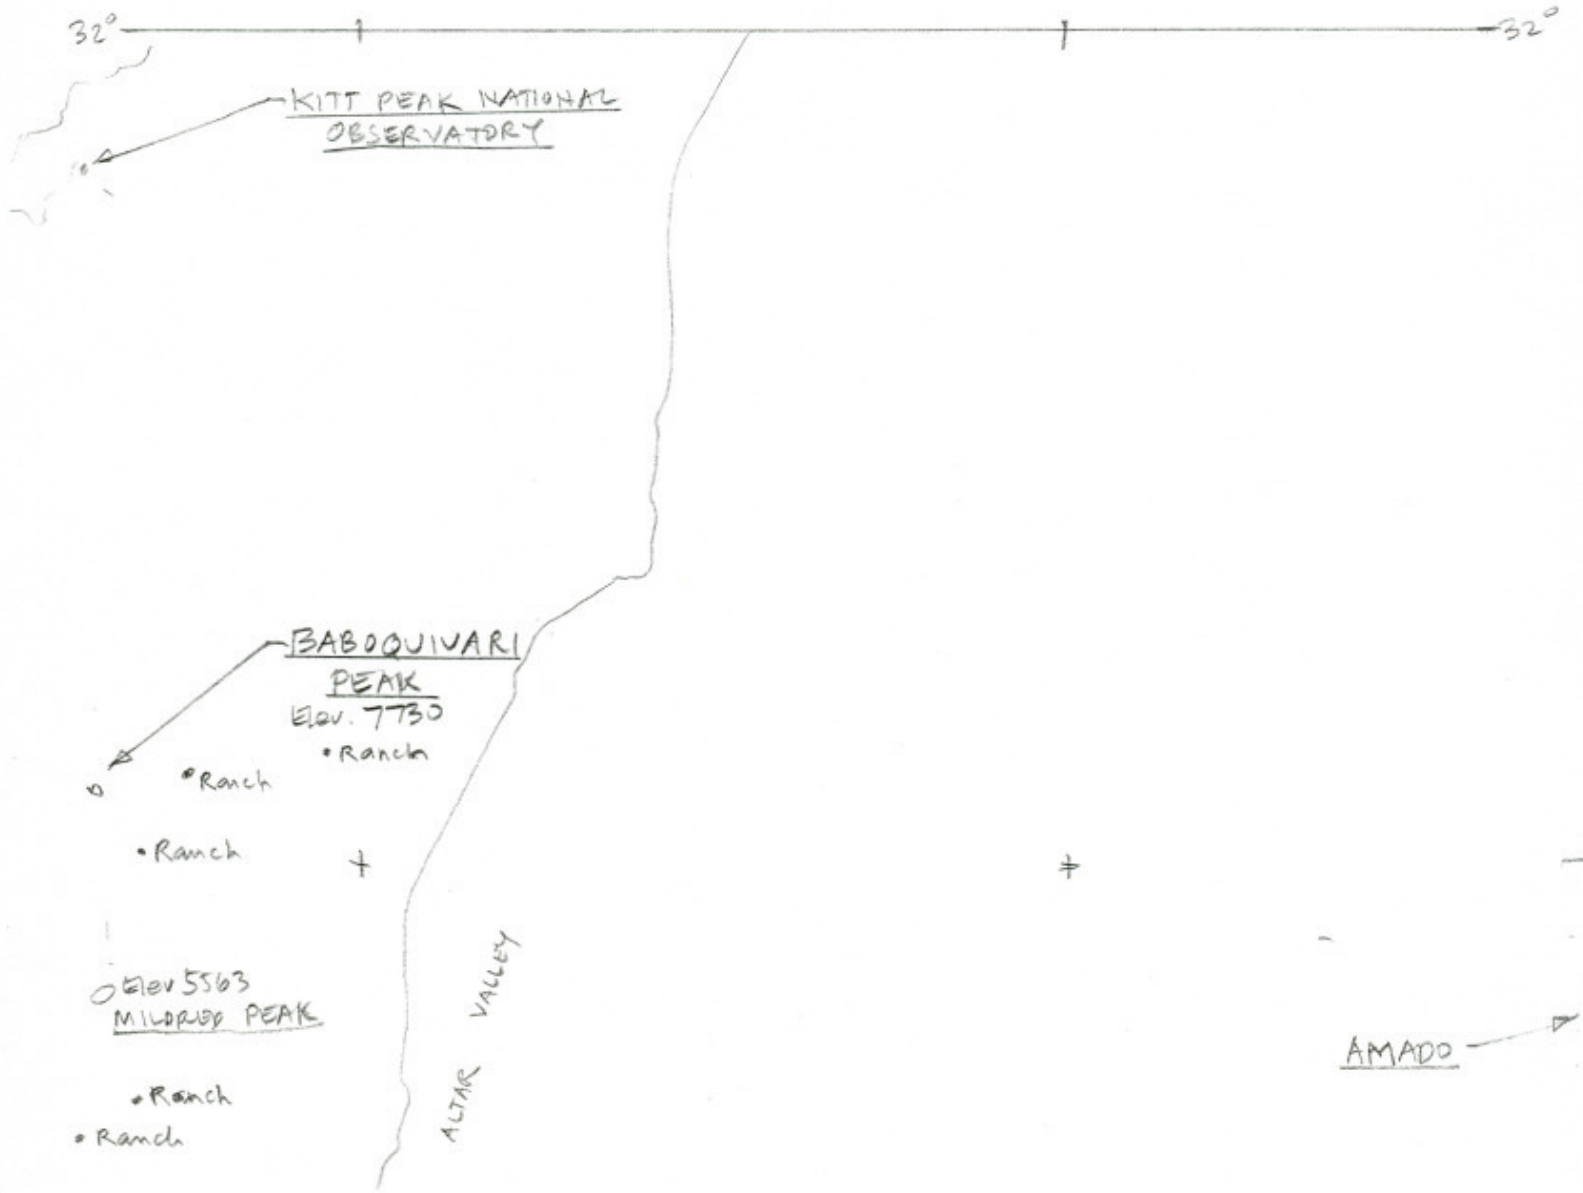 32°
32°
KITT PEAK NATIONAL
OBSERVATORY
BABOQUIVARI
PEAK
Elev. 7730
• Ranch
• Ranch
• Ranch
Elev 5563
MILDRED PEAK
ALTAR VALLEY
AMADO
• Ranch
• Ranch